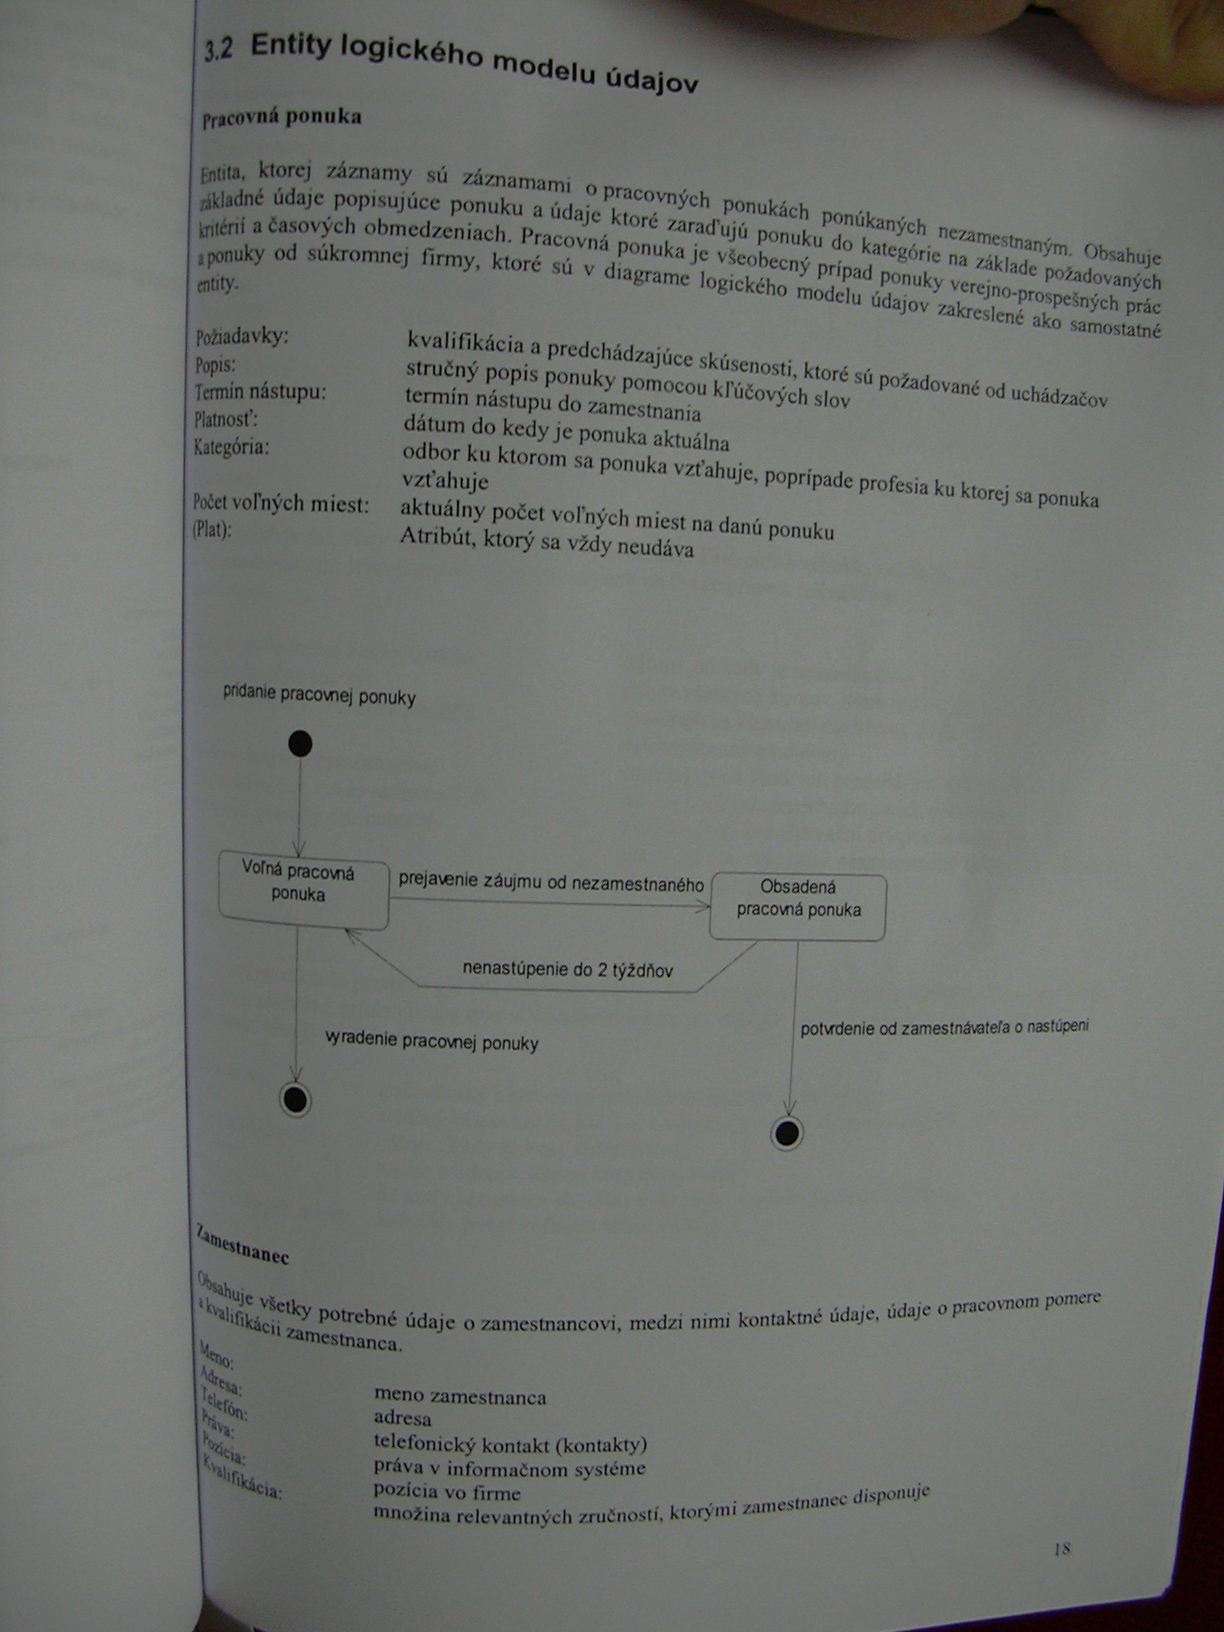 3.2 Entity logického modelu údajov
Pracovná ponuka
Entita, ktorej záznamy sú záznamami o pracovných ponukách ponúkaných nezamestnaným. Obsahuje
základné údaje popisujúce ponuku a údaje ktoré zaraďujú ponuku do kategórie na základe požadovaných
kritérií a časových obmedzeniach. Pracovná ponuka je všeobecný prípad ponuky verejno-prospešných prác
a ponuky od súkromnej firmy, ktoré sú v diagrame logického modelu údajov zakreslené ako samostatné
entity.
Požiadavky: kvalifikácia a predchádzajúce skúsenosti, ktoré sú požadované od uchádzačov
Popis: stručný popis ponuky pomocou kľúčových slov
Termín nástupu: termín nástupu do zamestnania
Platnosť: dátum do kedy je ponuka aktuálna
Kategória: odbor ku ktorom sa ponuka vzťahuje, poprípade profesia ku ktorej sa ponuka
vzťahuje
Počet voľných miest: aktuálny počet voľných miest na danú ponuku
(Plat): Atribút, ktorý sa vždy neudáva
pridanie pracovnej ponuky
Voľná pracovná
ponuka
prejavenie záujmu od nezamestnaného
Obsadená
pracovná ponuka
nenastúpenie do 2 týždňov
vyradenie pracovnej ponuky
potvrdenie od zamestnávateľa o nastúpeni
Zamestnanec
Obsahuje všetky potrebné údaje o zamestnancovi, medzi nimi kontaktné údaje, údaje o pracovnom pomere
a kvalifikácii zamestnanca.
Meno: meno zamestnanca
Adresa: adresa
Telefón: telefonický kontakt (kontakty)
Práva: práva v informačnom systéme
Pozícia: pozícia vo firme
Kvalifikácia: množina relevantných zručností, ktorými zamestnanec disponuje
18